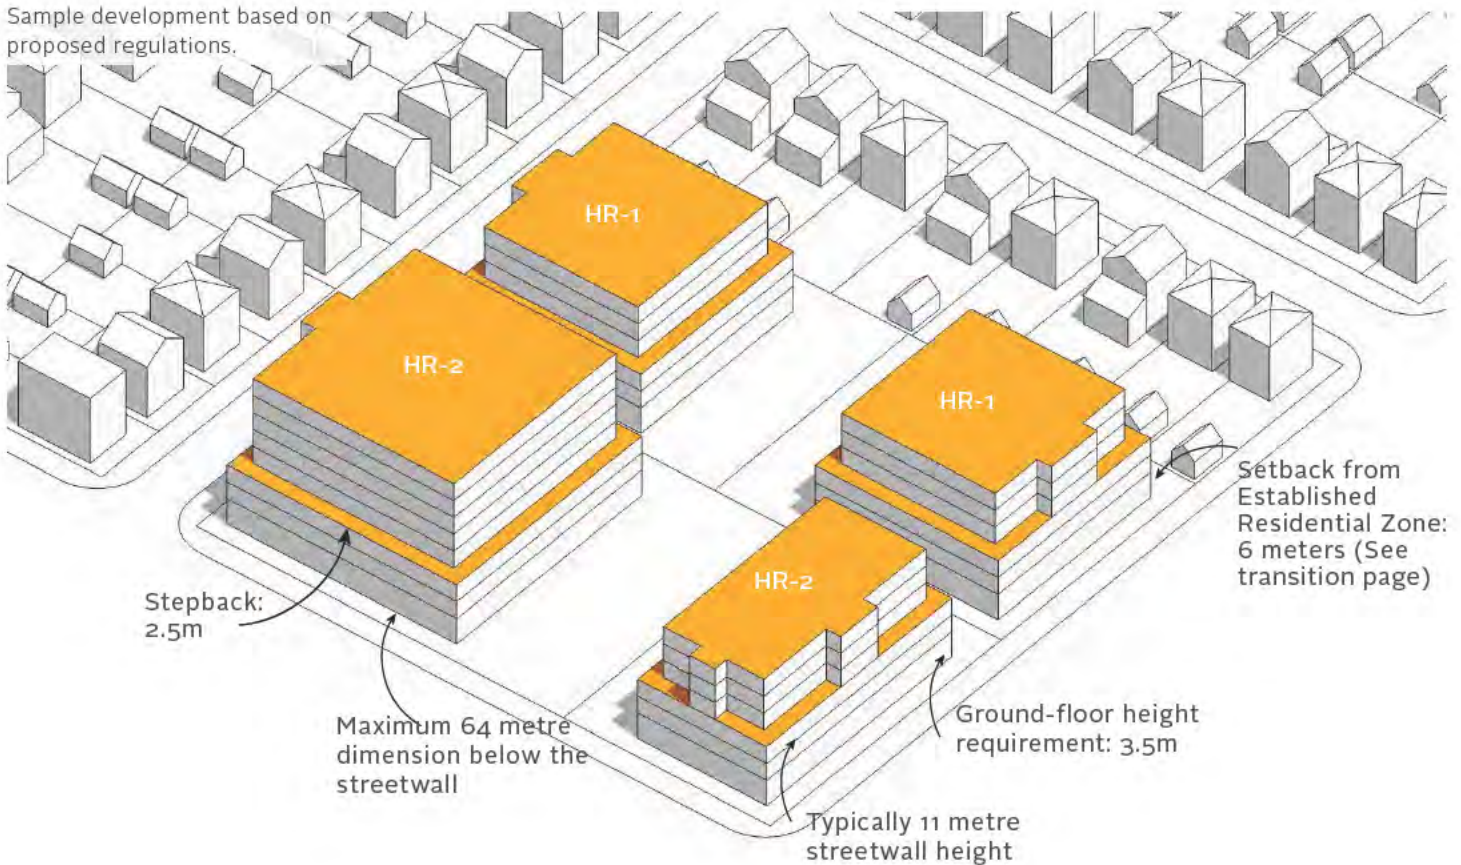 Sample development based on
proposed regulations.
HR-1
HR-2
HR-1
HR-2
Setback from
Established
Residential Zone:
6 meters (See
transition page)
Stepback:
2.5m
Maximum 64 metre
dimension below the
streetwall
Ground-floor height
requirement: 3.5m
Typically 11 metre
streetwall height